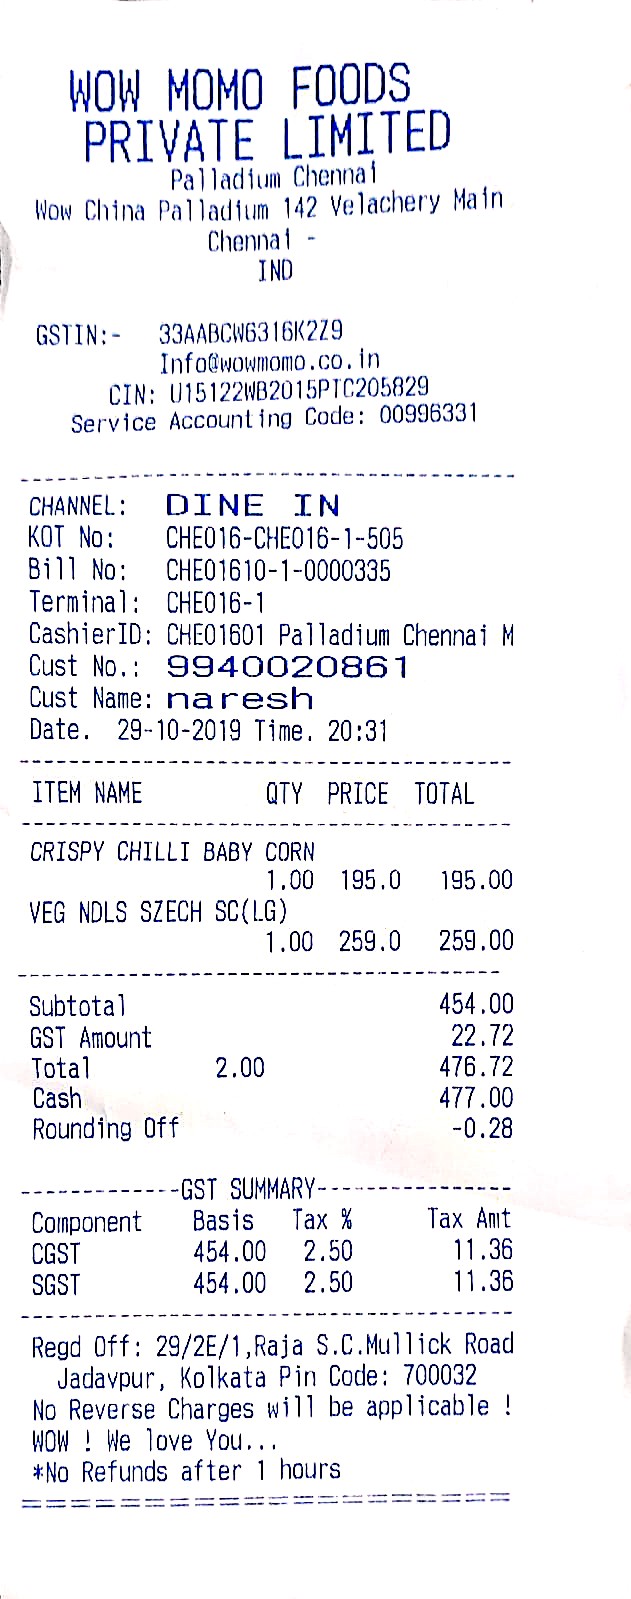 WOW MOMO FOODS
PRIVATE LIMITED
Palladium Chennai
Wow China Palladium 142 Velachery Main
Chennai -
IND
GSTIN:- 33AABCW6316K2Z9
Info@wowmomo.co.in
CIN: U15122WB2015PTC205829
Service Accounting Code: 00996331
CHANNEL: DINE IN
KOT No: CHE016-CHE016-1-505
Bill No: CHE01610-1-0000335
Terminal: CHE016-1
CashierID: CHE01601 Palladium Chennai M
Cust No.: 9940020861
Cust Name: naresh
Date. 29-10-2019 Time. 20:31
ITEM NAME QTY PRICE TOTAL
CRISPY CHILLI BABY CORN
1.00 195.0 195.00
VEG NDLS SZECH SC(LG)
1.00 259.0 259.00
Subtotal 454.00
GST Amount 22.72
Total 2.00 476.72
Cash 477.00
Rounding Off -0.28
-------------GST SUMMARY----------------
Component Basis Tax % Tax Amt
CGST 454.00 2.50 11.36
SGST 454.00 2.50 11.36
Regd Off: 29/2E/1,Raja S.C.Mullick Road
Jadavpur, Kolkata Pin Code: 700032
No Reverse Charges will be applicable !
WOW ! We love You...
*No Refunds after 1 hours